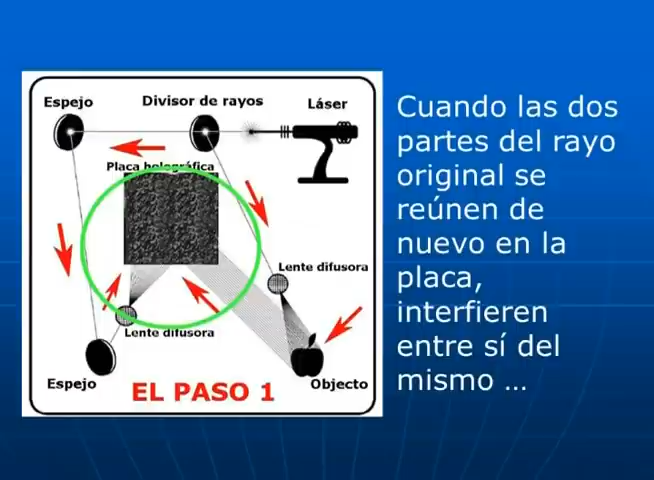 Espejo
Divisor de rayos
Láser
Placa holográfica
Lente difusora
Lente difusora
Espejo
EL PASO 1
Objecto
Cuando las dos
partes del rayo
original se
reúnen de
nuevo en la
placa,
interfieren
entre sí del
mismo ...